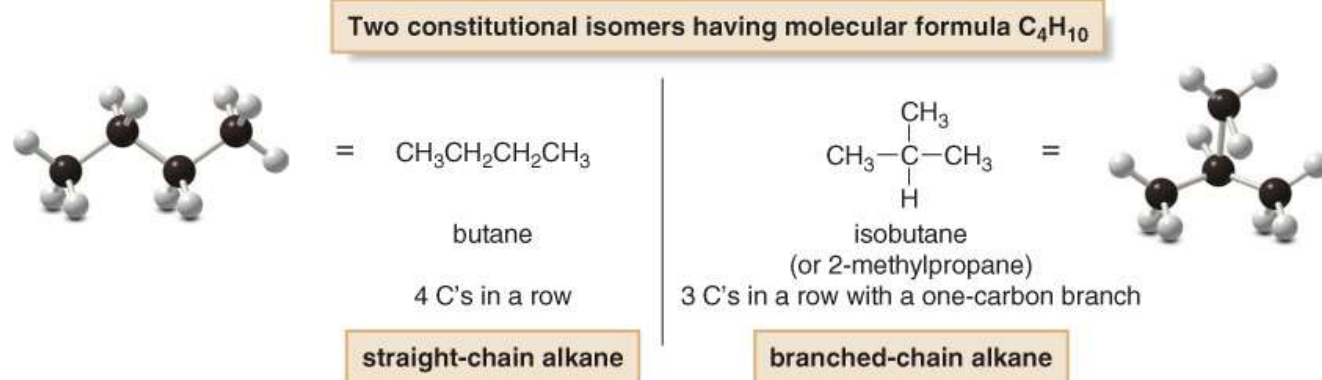 Two constitutional isomers having molecular formula C₄H₁₀
= CH₃CH₂CH₂CH₃
butane
4 C's in a row
straight-chain alkane
CH₃
CH₃–C–CH₃ =
H
isobutane
(or 2-methylpropane)
3 C's in a row with a one-carbon branch
branched-chain alkane